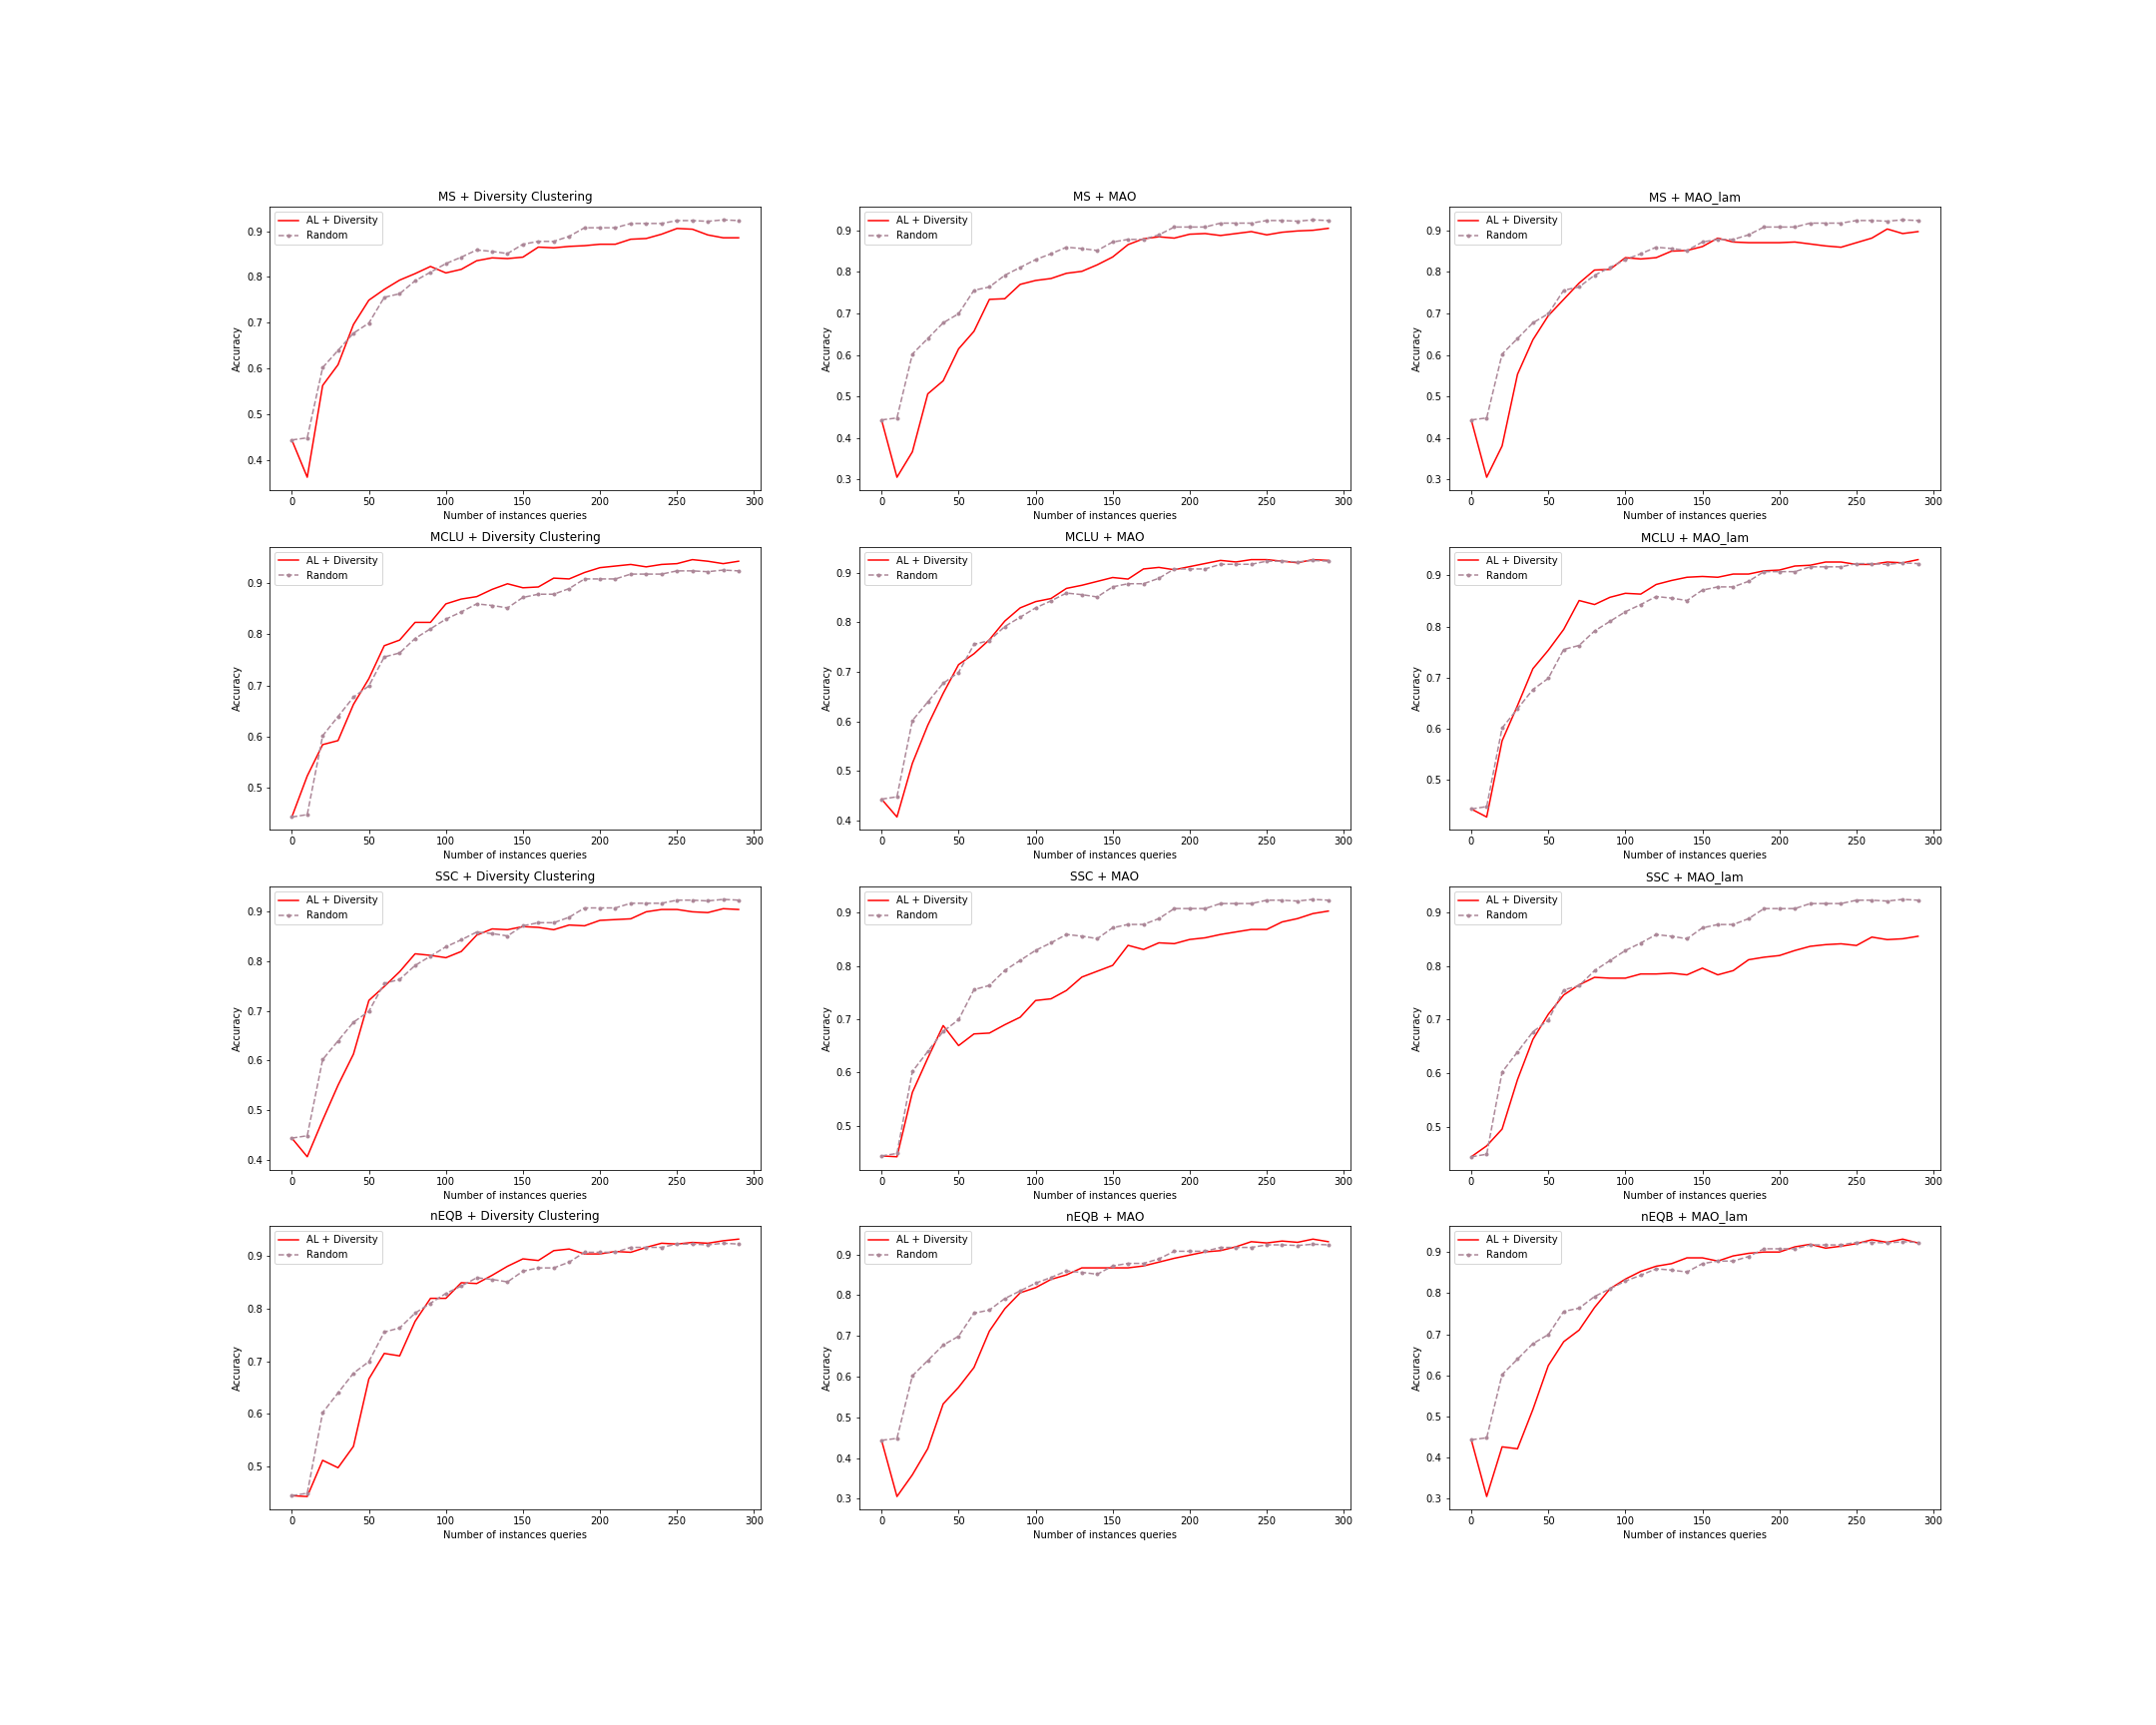 MS + Diversity Clustering
AL + Diversity
Random
0.9
0.8
0.7
0.6
0.5
0.4
Accuracy
0 50 100 150 200 250 300
Number of instances queries
MS + MAO
AL + Diversity
Random
0.9
0.8
0.7
0.6
0.5
0.4
0.3
Accuracy
0 50 100 150 200 250 300
Number of instances queries
MS + MAO_lam
AL + Diversity
Random
0.9
0.8
0.7
0.6
0.5
0.4
0.3
Accuracy
0 50 100 150 200 250 300
Number of instances queries
MCLU + Diversity Clustering
AL + Diversity
Random
0.9
0.8
0.7
0.6
0.5
Accuracy
0 50 100 150 200 250 300
Number of instances queries
MCLU + MAO
AL + Diversity
Random
0.9
0.8
0.7
0.6
0.5
0.4
Accuracy
0 50 100 150 200 250 300
Number of instances queries
MCLU + MAO_lam
AL + Diversity
Random
0.9
0.8
0.7
0.6
0.5
Accuracy
0 50 100 150 200 250 300
Number of instances queries
SSC + Diversity Clustering
AL + Diversity
Random
0.9
0.8
0.7
0.6
0.5
0.4
Accuracy
0 50 100 150 200 250 300
Number of instances queries
SSC + MAO
AL + Diversity
Random
0.9
0.8
0.7
0.6
0.5
Accuracy
0 50 100 150 200 250 300
Number of instances queries
SSC + MAO_lam
AL + Diversity
Random
0.9
0.8
0.7
0.6
0.5
Accuracy
0 50 100 150 200 250 300
Number of instances queries
nEQB + Diversity Clustering
AL + Diversity
Random
0.9
0.8
0.7
0.6
0.5
Accuracy
0 50 100 150 200 250 300
Number of instances queries
nEQB + MAO
AL + Diversity
Random
0.9
0.8
0.7
0.6
0.5
0.4
0.3
Accuracy
0 50 100 150 200 250 300
Number of instances queries
nEQB + MAO_lam
AL + Diversity
Random
0.9
0.8
0.7
0.6
0.5
0.4
0.3
Accuracy
0 50 100 150 200 250 300
Number of instances queries